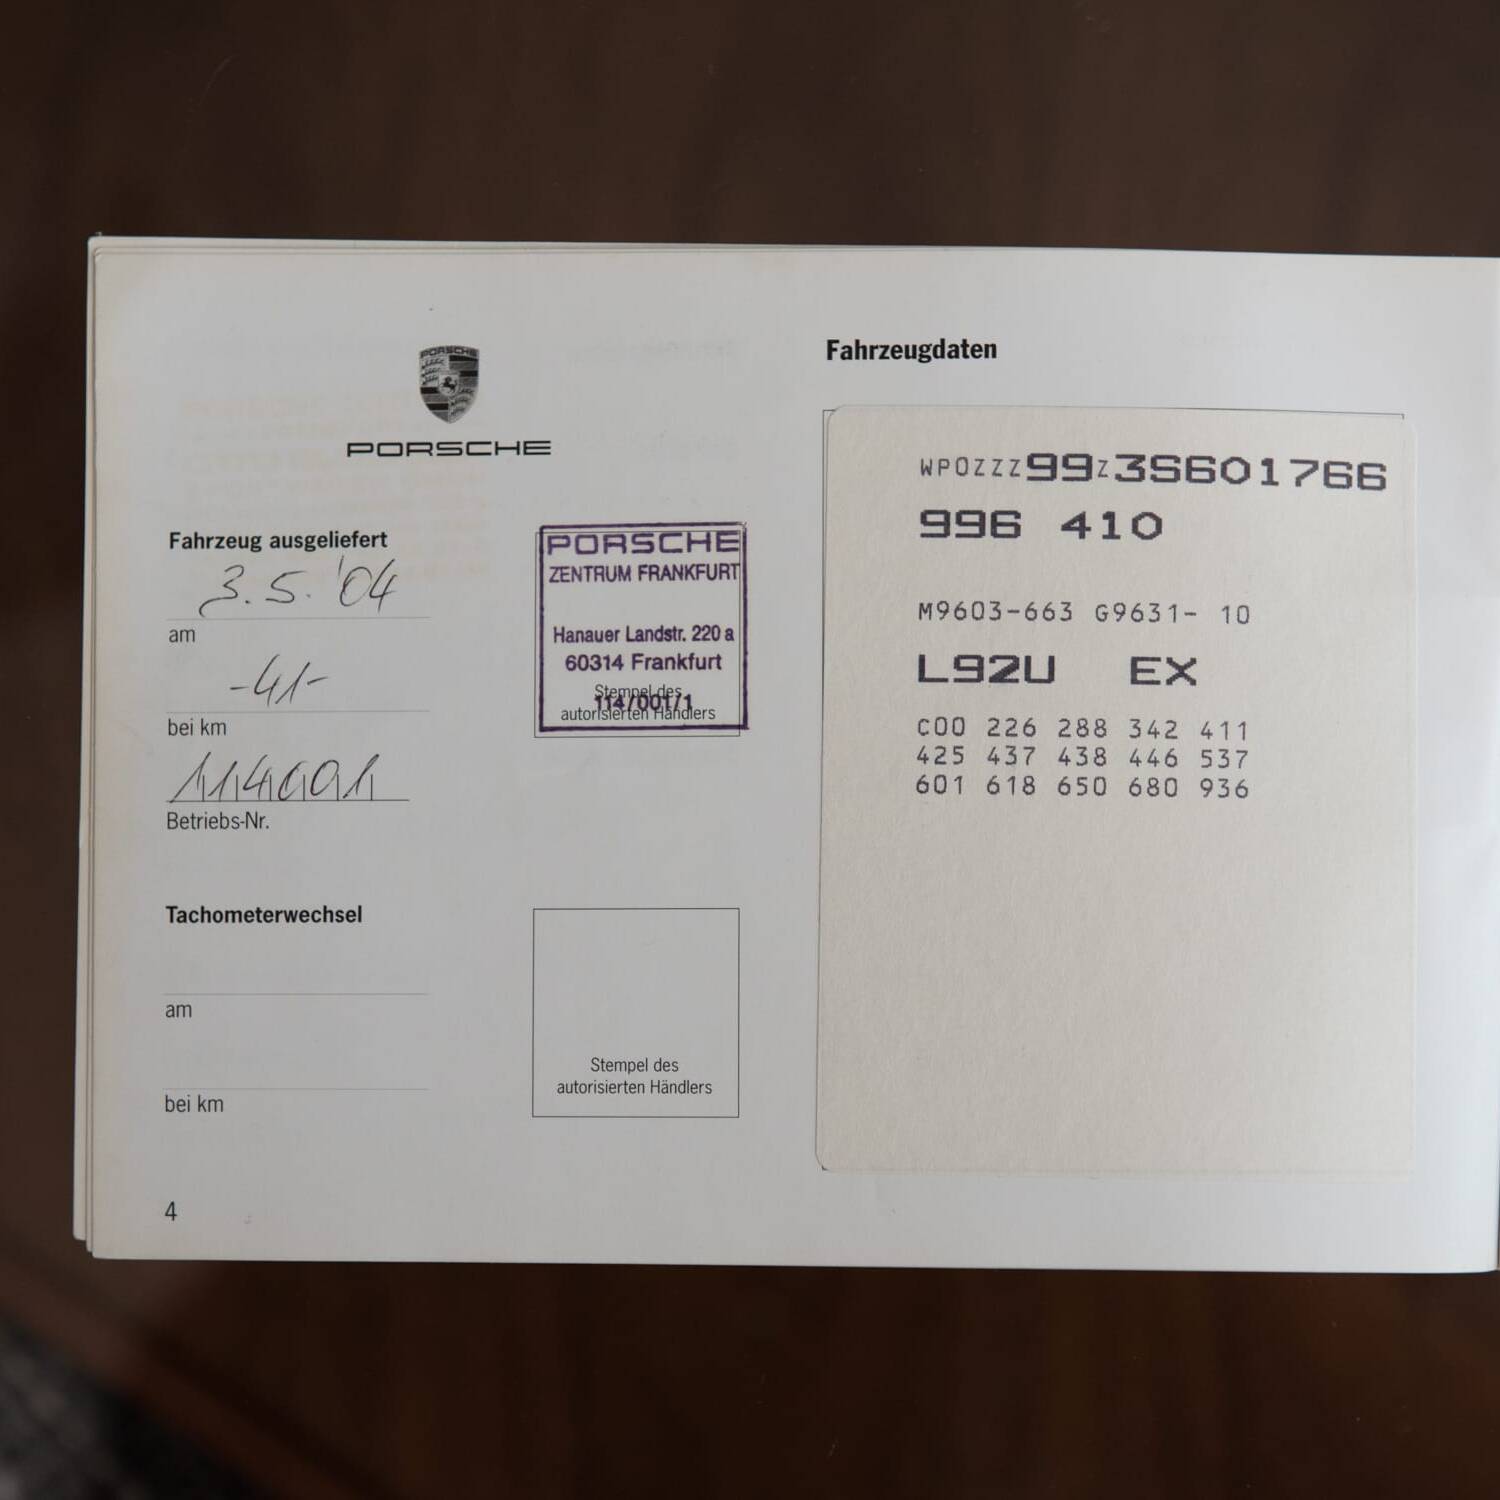 PORSCHE
PORSCHE
Fahrzeug ausgeliefert
3.5.'04
am
-41-
bei km
114001
Betriebs-Nr.
PORSCHE
ZENTRUM FRANKFURT
Hanauer Landstr. 220 a
60314 Frankfurt
114/001/1
Stempel des
autorisierten Händlers
Tachometerwechsel
am
bei km
Stempel des
autorisierten Händlers
4
Fahrzeugdaten
WP0ZZZ99Z3S601766
996 410
M9603-663 G9631- 10
L92U EX
C00 226 288 342 411
425 437 438 446 537
601 618 650 680 936